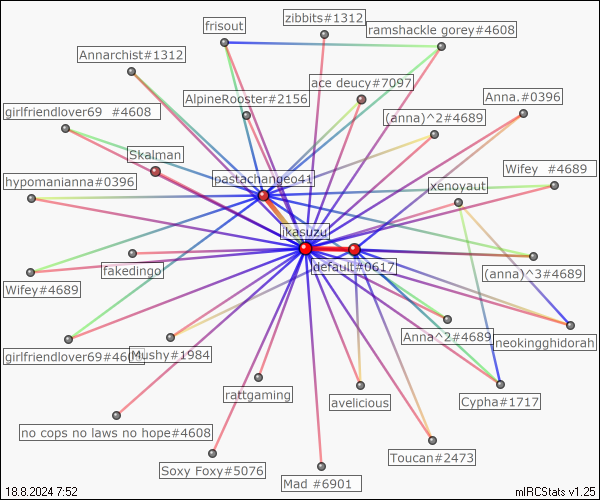 zibbits#1312
frisout
ramshackle gorey#4608
Annarchist#1312
ace deucy#7097
AlpineRooster#2156
Anna.#0396
girlfriendlover69 #4608
(anna)^2#4689
Skalman
Wifey #4689
hypomanianna#0396
pastachangeo41
xenoyaut
ikasuzu
fakedingo
default#0617
(anna)^3#4689
Wifey#4689
Anna^2#4689
neokingghidorah
girlfriendlover69#4608
Mushy#1984
rattgaming
avelicious
Cypha#1717
no cops no laws no hope#4608
Toucan#2473
Soxy Foxy#5076
Mad #6901
18.8.2024 7:52
mIRCStats v1.25